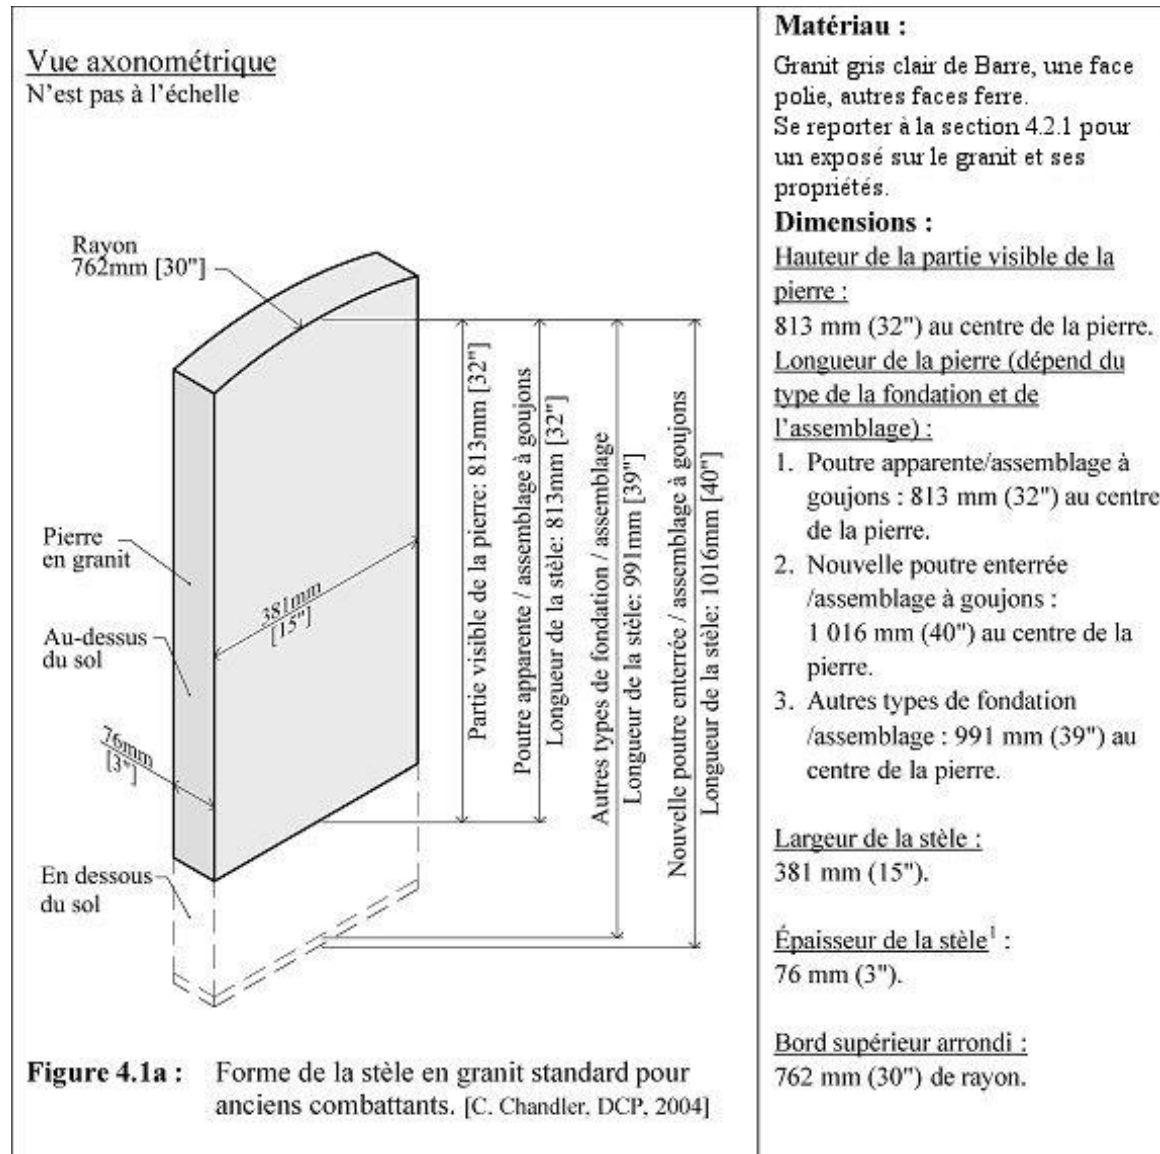 Vue axonométrique
N'est pas à l'échelle
Rayon
762mm [30"]
Pierre
en granit
Au-dessus
du sol
381mm
[15"]
76mm
[3"]
En dessous
du sol
Partie visible de la pierre: 813mm [32"]
Poutre apparente / assemblage à goujons
Longueur de la stèle: 813mm [32"]
Autres types de fondation / assemblage
Longueur de la stèle: 991mm [39"]
Nouvelle poutre enterrée / assemblage à goujons
Longueur de la stèle: 1016mm [40"]
Figure 4.1a : Forme de la stèle en granit standard pour
anciens combattants. [C. Chandler, DCP, 2004]
Matériau :
Granit gris clair de Barre, une face
polie, autres faces ferre.
Se reporter à la section 4.2.1 pour
un exposé sur le granit et ses
propriétés.
Dimensions :
Hauteur de la partie visible de la
pierre :
813 mm (32") au centre de la pierre.
Longueur de la pierre (dépend du
type de la fondation et de
l'assemblage) :
1. Poutre apparente/assemblage à
goujons : 813 mm (32") au centre
de la pierre.
2. Nouvelle poutre enterrée
/assemblage à goujons :
1 016 mm (40") au centre de la
pierre.
3. Autres types de fondation
/assemblage : 991 mm (39") au
centre de la pierre.
Largeur de la stèle :
381 mm (15").
Épaisseur de la stèle¹ :
76 mm (3").
Bord supérieur arrondi :
762 mm (30") de rayon.